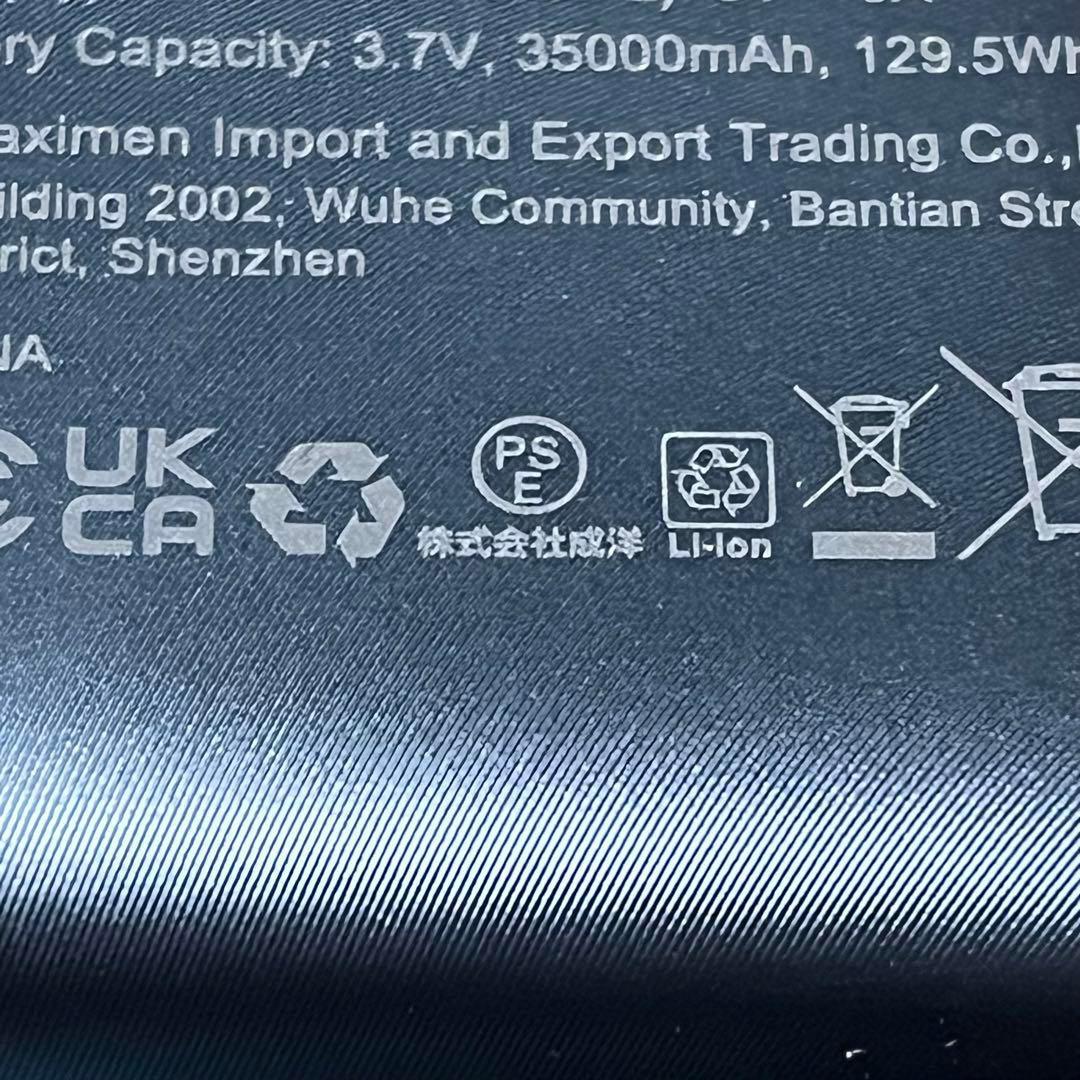 ry Capacity: 3.7V, 35000mAh, 129.5Wh
aximen Import and Export Trading Co.,
ilding 2002, Wuhe Community, Bantian Stre
rict, Shenzhen
NA
UK
CA
PS
E
株式会社成洋
Li-Ion